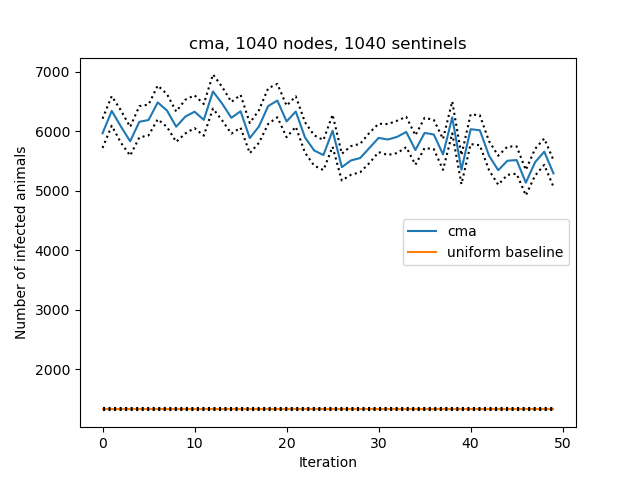 cma, 1040 nodes, 1040 sentinels
Number of infected animals
7000
6000
5000
4000
3000
2000
cma
uniform baseline
0
10
20
30
40
50
Iteration